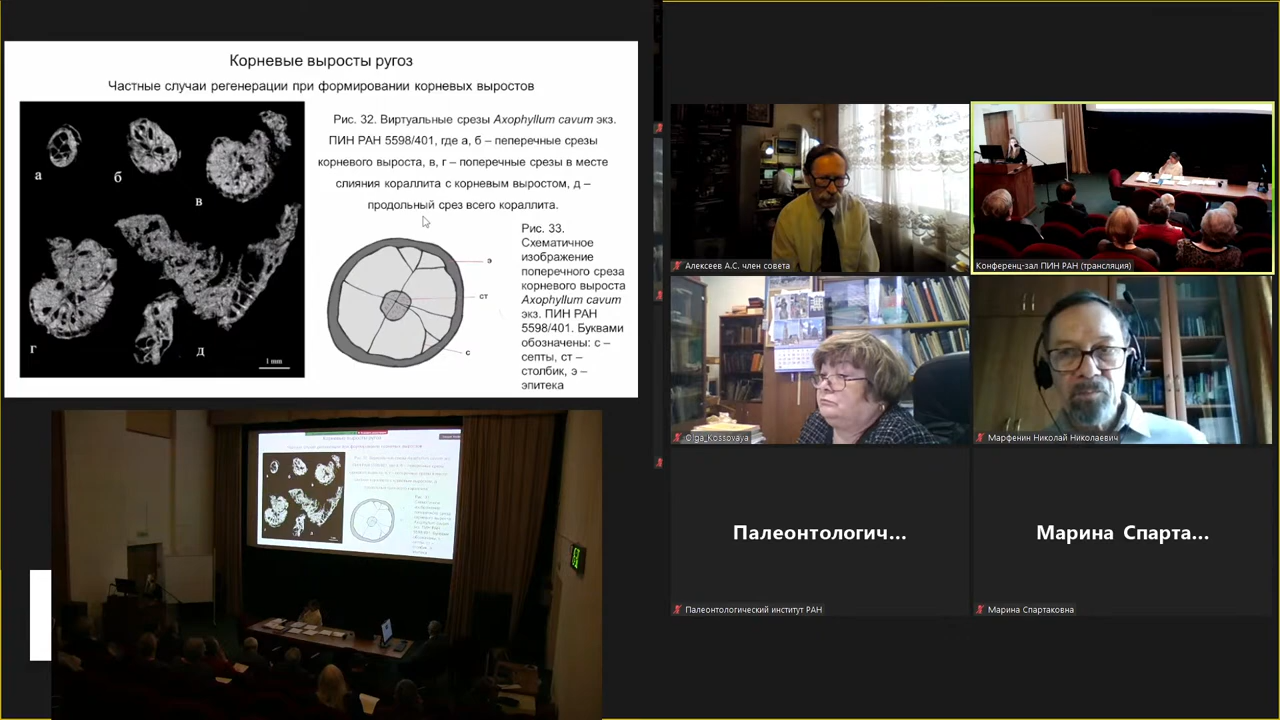 Корневые выросты ругоз
Частные случаи регенерации при формировании корневых выростов
Рис. 32. Виртуальные срезы Axophyllum cavum экз.
ПИН РАН 5598/401, где а, б – пеперечные срезы
корневого выроста, в, г – поперечные срезы в месте
слияния кораллита с корневым выростом, д –
продольный срез всего кораллита.
а
б
в
г
д
1 mm
э
ст
с
Рис. 33.
Схематичное
изображение
поперечного среза
корневого выроста
Axophyllum cavum
экз. ПИН РАН
5598/401. Буквами
обозначены: с –
септы, ст –
столбик, э –
эпитека
Алексеев А.С. член совета
Конференц-зал ПИН РАН (трансляция)
Olga_Kossovaya
Марфенин Николай Николаевич
Палеонтологич...
Марина Спарта...
Палеонтологический институт РАН
Марина Спартаковна